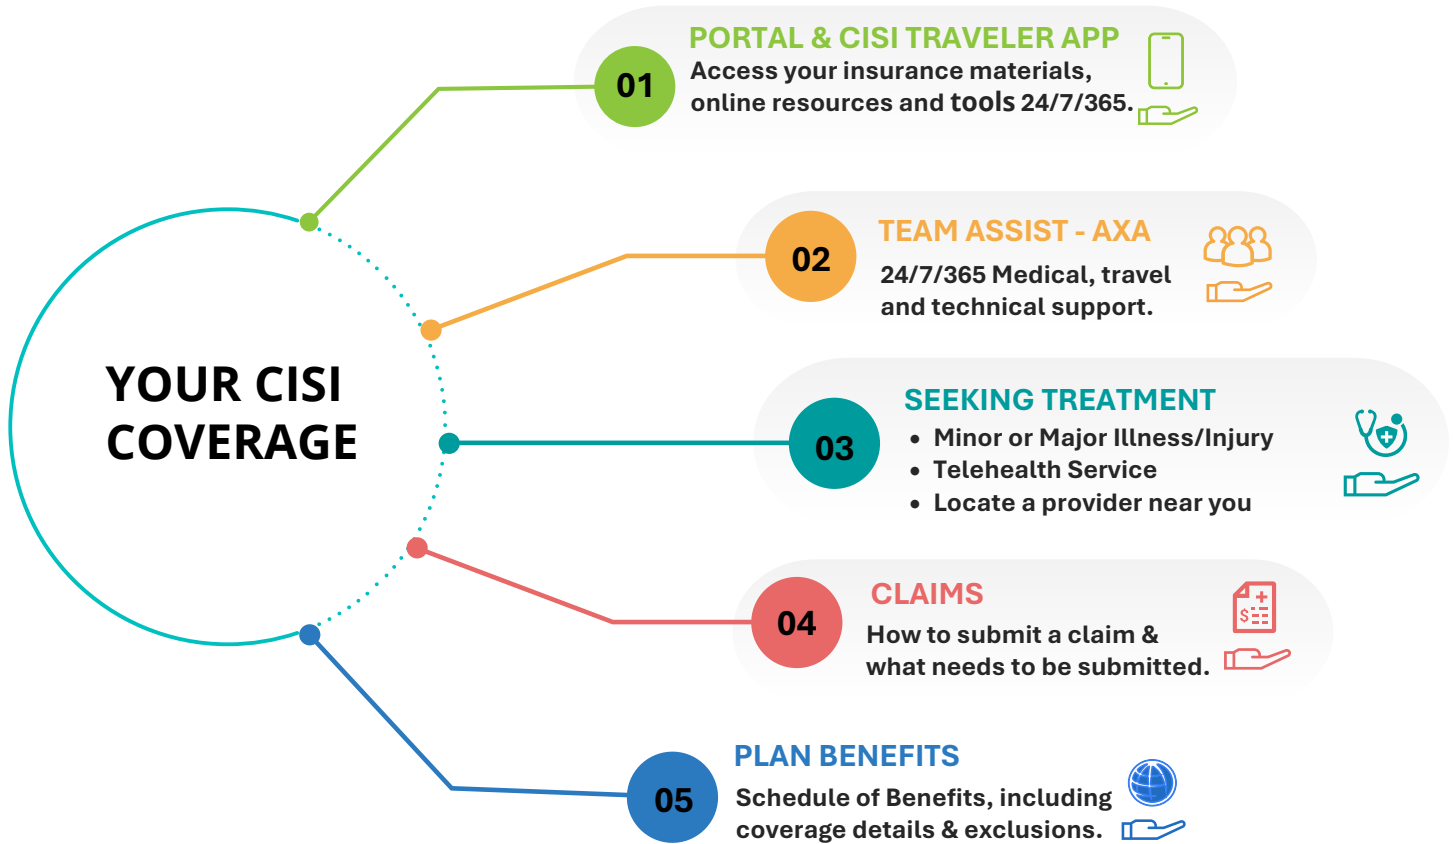 YOUR CISI
COVERAGE
01
PORTAL & CISI TRAVELER APP
Access your insurance materials,
online resources and tools 24/7/365.
02
TEAM ASSIST - AXA
24/7/365 Medical, travel
and technical support.
03
SEEKING TREATMENT
• Minor or Major Illness/Injury
• Telehealth Service
• Locate a provider near you
04
CLAIMS
How to submit a claim &
what needs to be submitted.
$
05
PLAN BENEFITS
Schedule of Benefits, including
coverage details & exclusions.